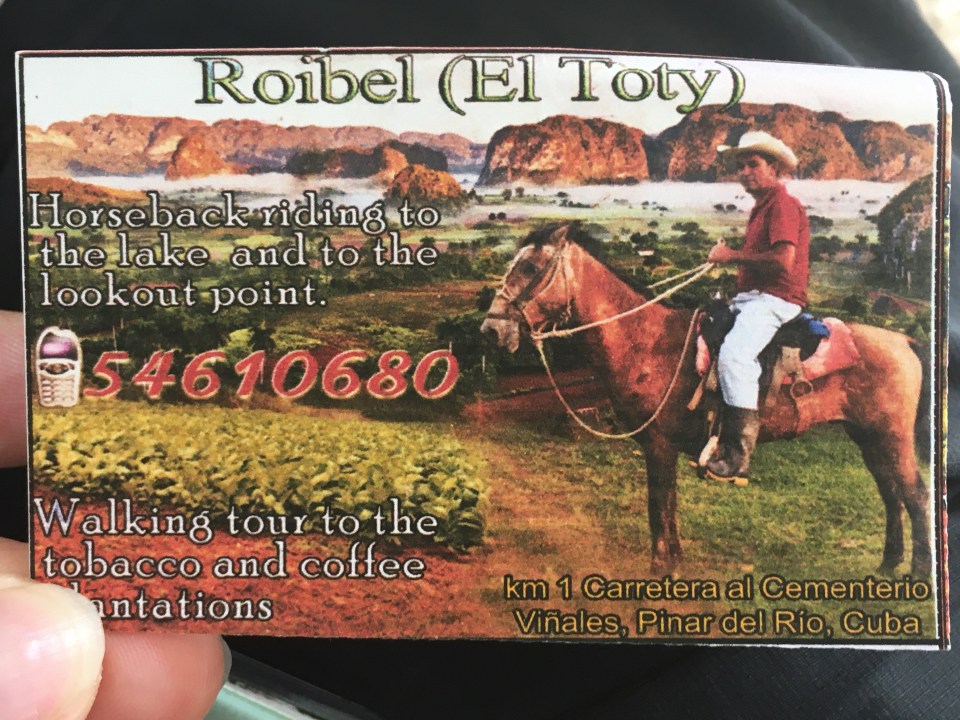 Roibel (El Toty)
Horseback riding to
the lake and to the
lookout point.
54610680
Walking tour to the
tobacco and coffee
lantations
km 1 Carretera al Cementerio
Viñales, Pinar del Río, Cuba